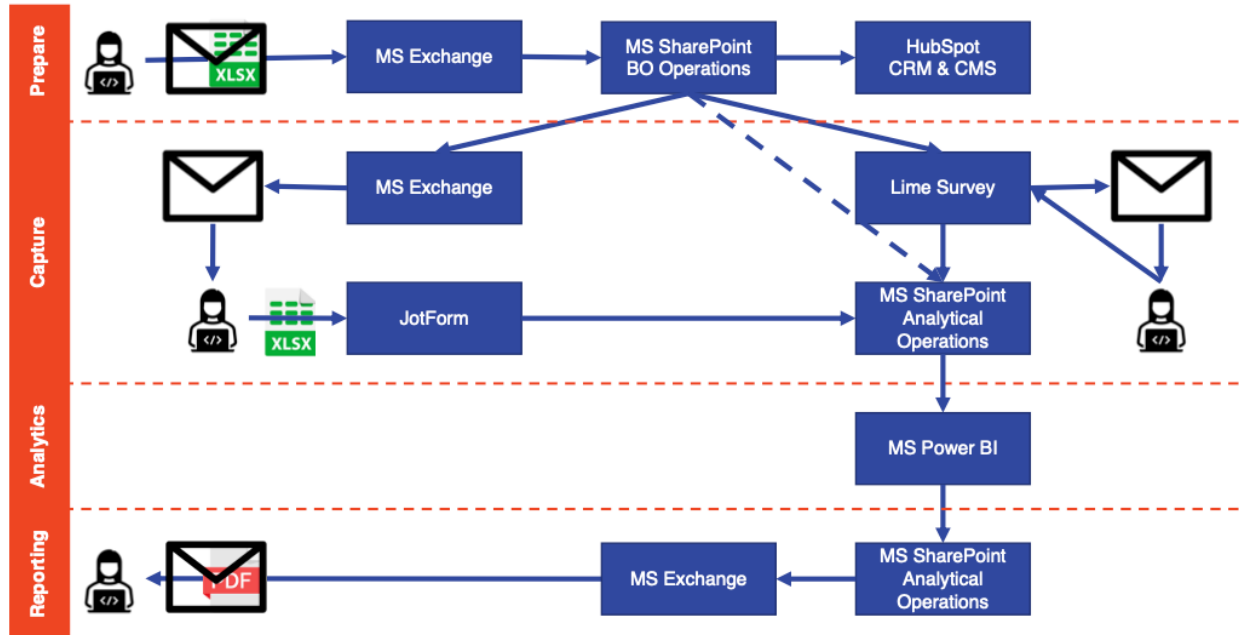 Prepare
XLSX
MS Exchange
MS SharePoint
BO Operations
HubSpot
CRM & CMS
Capture
MS Exchange
Lime Survey
</>
XLSX
JotForm
MS SharePoint
Analytical
Operations
</>
Analytics
MS Power BI
Reporting
</>
PDF
MS Exchange
MS SharePoint
Analytical
Operations